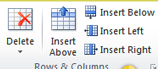 Delete
Insert Above
Insert Below
Insert Left
Insert Right
Rows & Columns